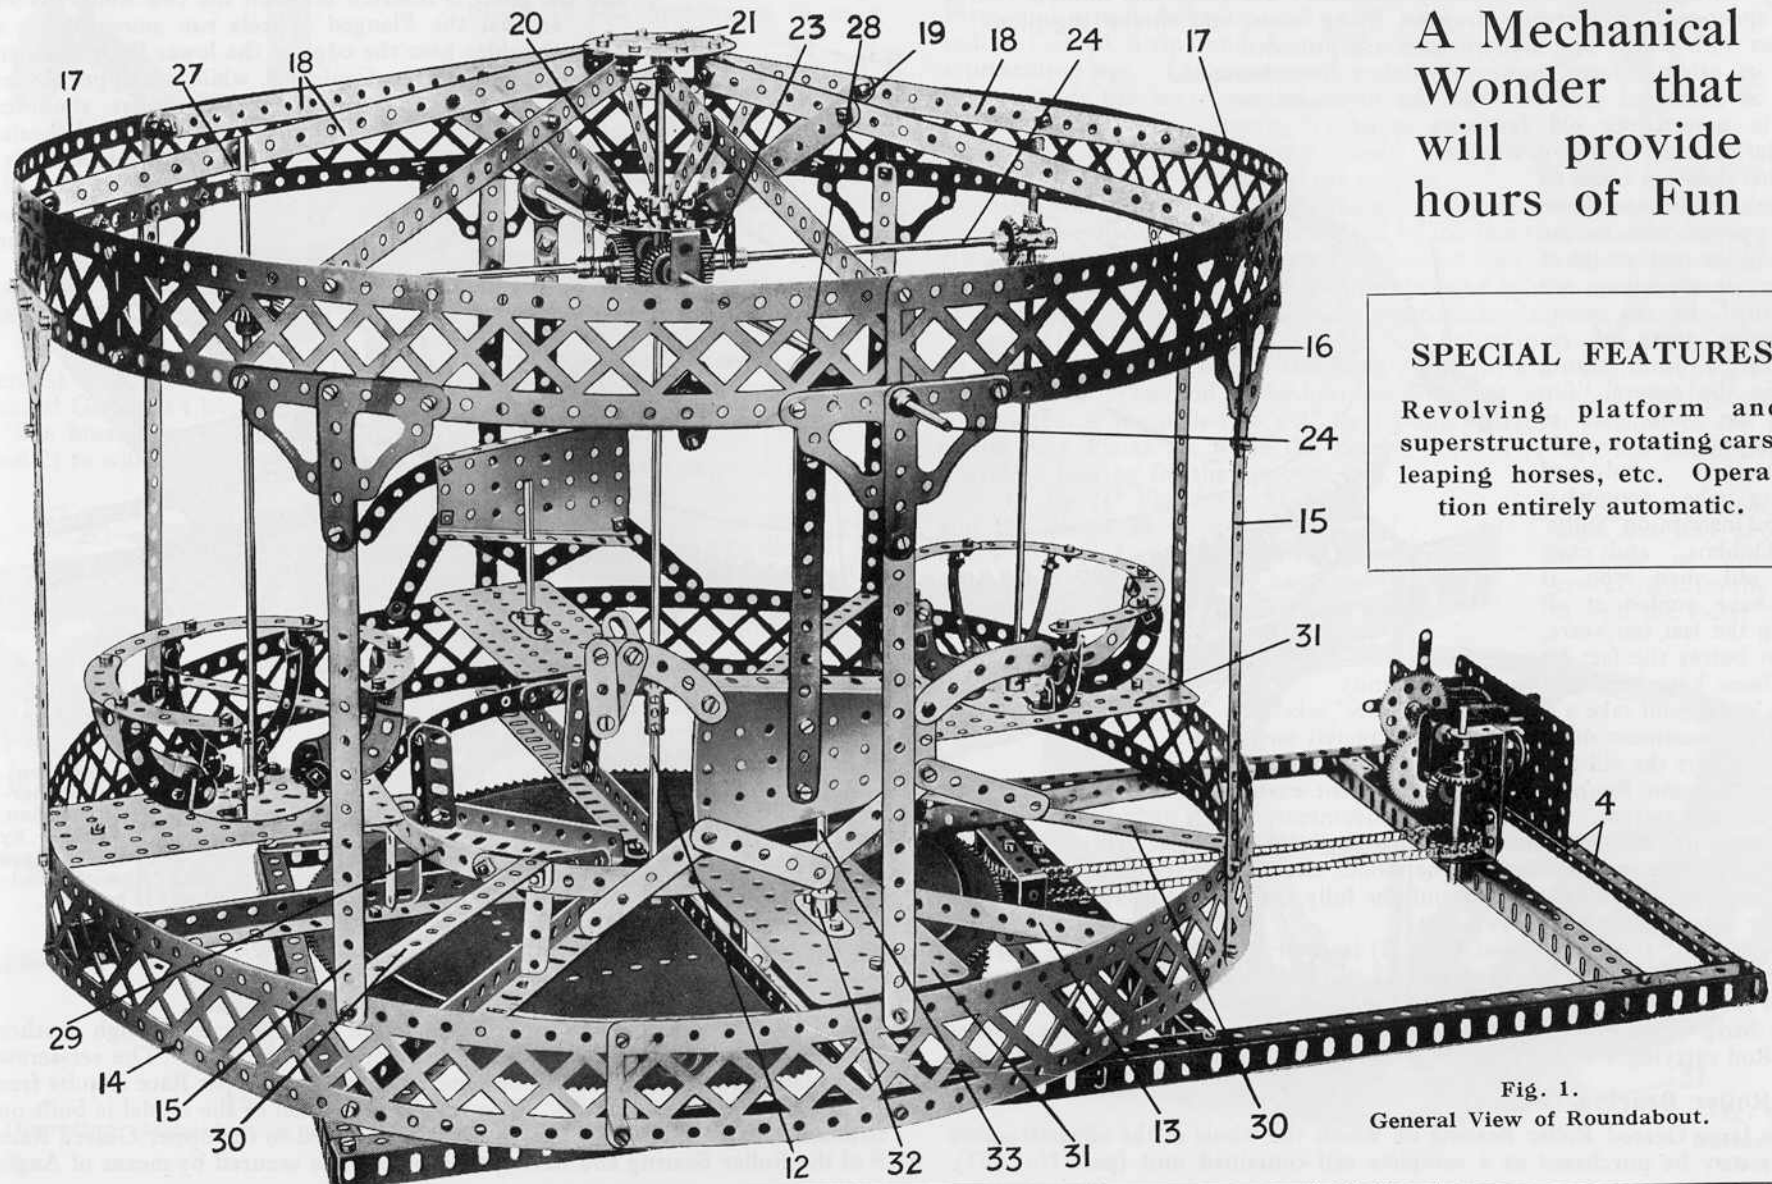 A Mechanical
Wonder that
will provide
hours of Fun
17
27
18
20
21
23
28
19
18
24
17
16
24
SPECIAL FEATURES
Revolving platform and
superstructure, rotating cars
leaping horses, etc. Opera-
tion entirely automatic.
15
31
4
29
14
15
30
12
32
33
31
13
30
Fig. 1.
General View of Roundabout.